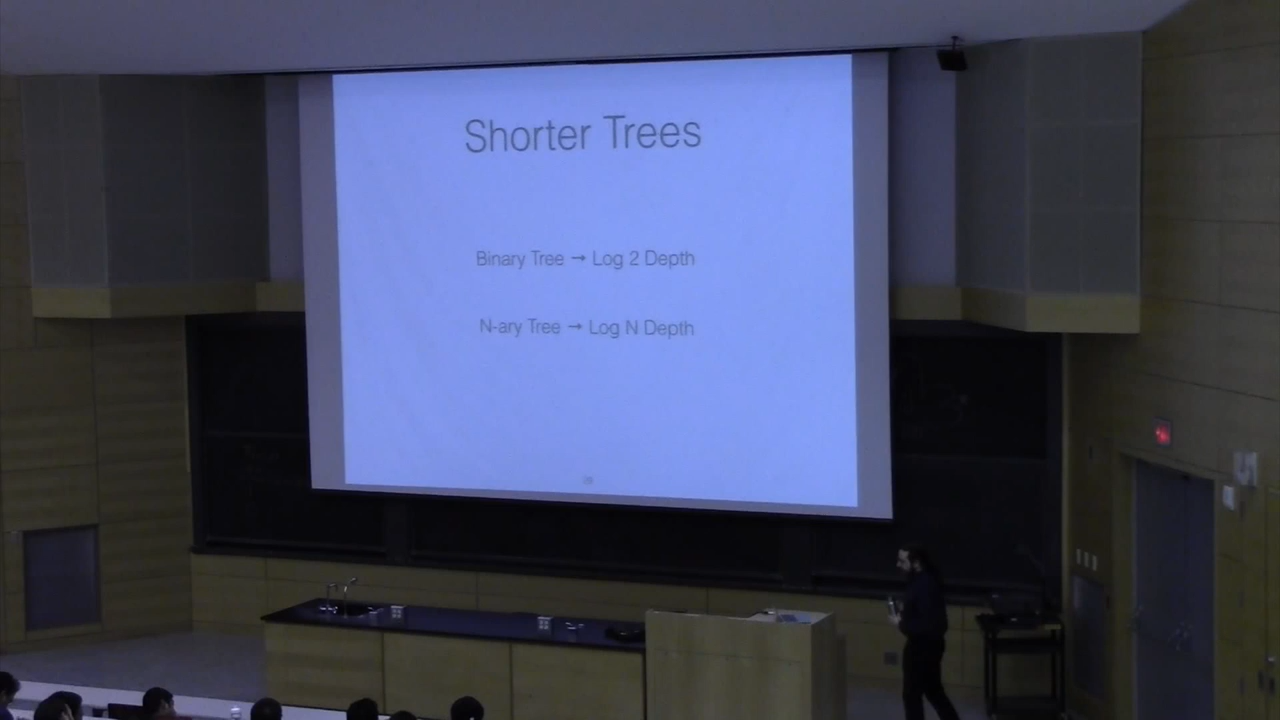 Shorter Trees
Binary Tree → Log 2 Depth
N-ary Tree → Log N Depth